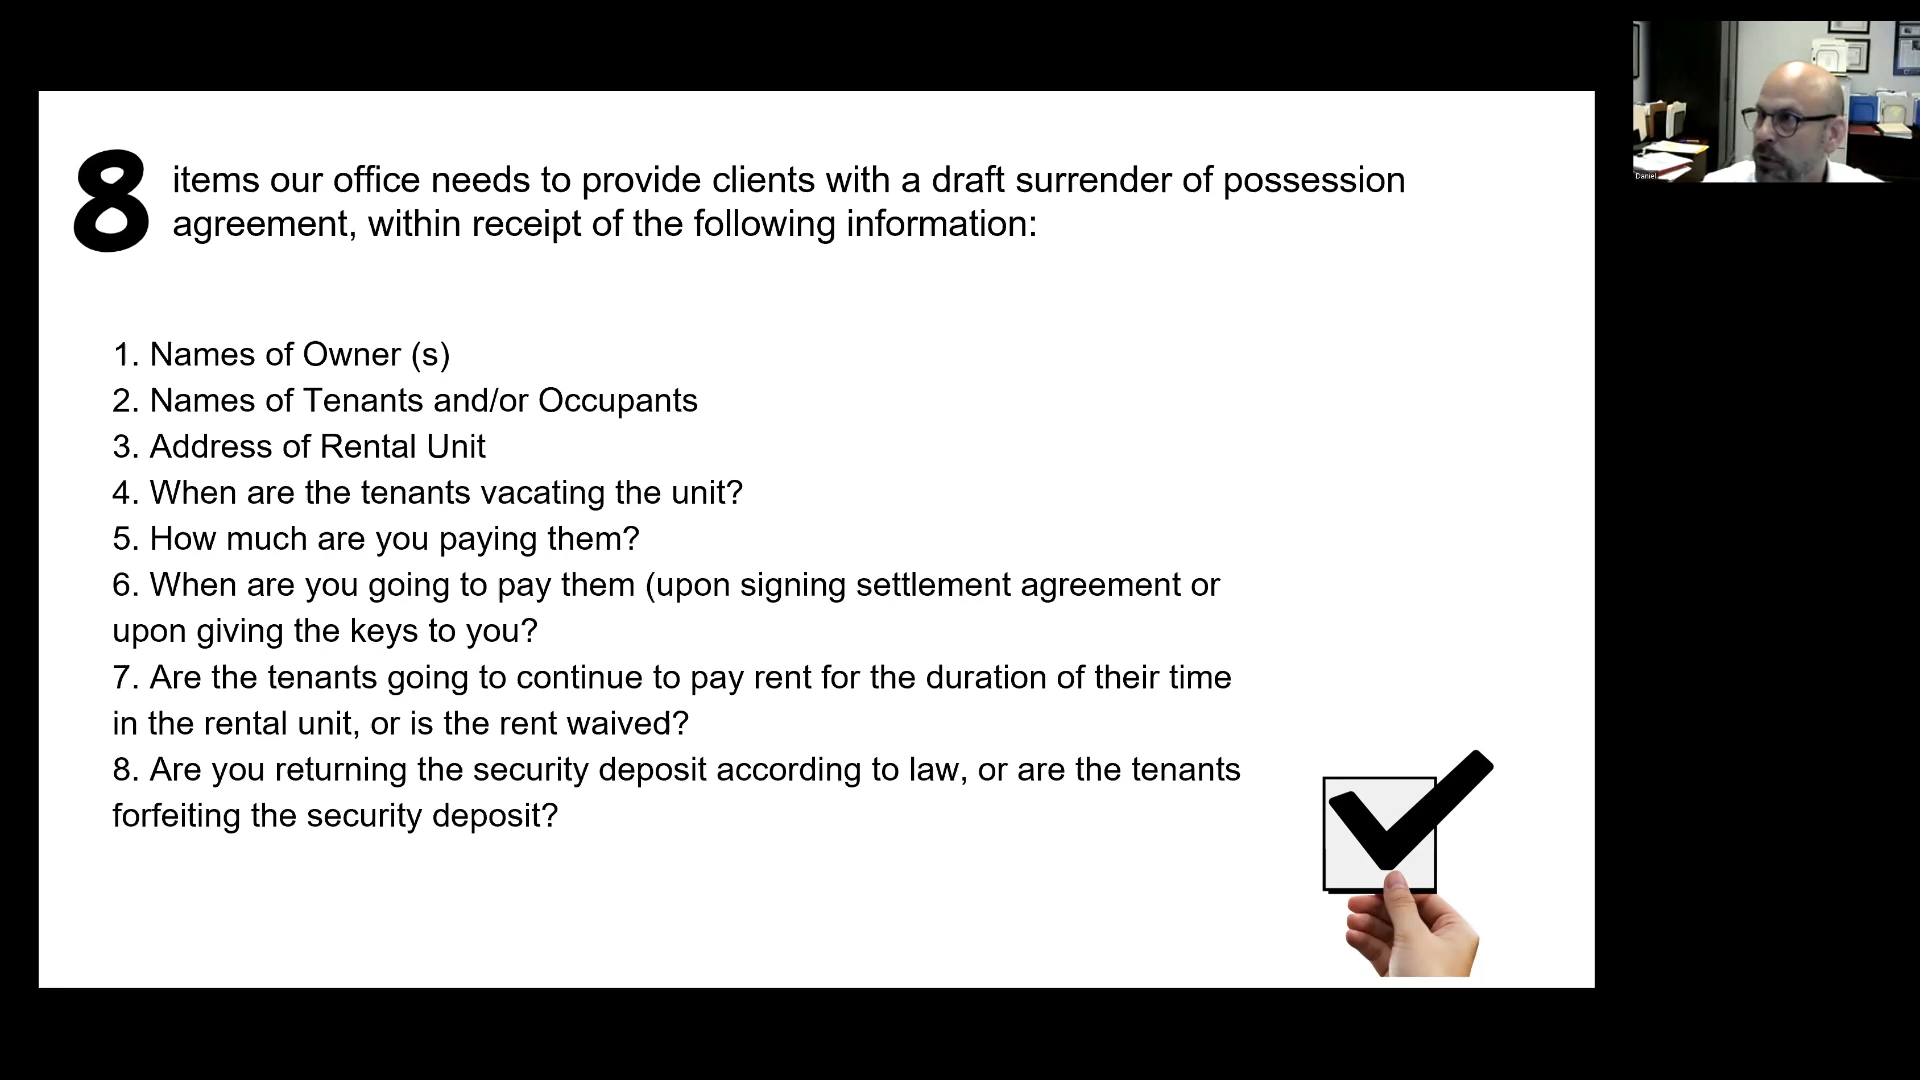 8 items our office needs to provide clients with a draft surrender of possession
agreement, within receipt of the following information:
1. Names of Owner (s)
2. Names of Tenants and/or Occupants
3. Address of Rental Unit
4. When are the tenants vacating the unit?
5. How much are you paying them?
6. When are you going to pay them (upon signing settlement agreement or
upon giving the keys to you?
7. Are the tenants going to continue to pay rent for the duration of their time
in the rental unit, or is the rent waived?
8. Are you returning the security deposit according to law, or are the tenants
forfeiting the security deposit?
Daniel